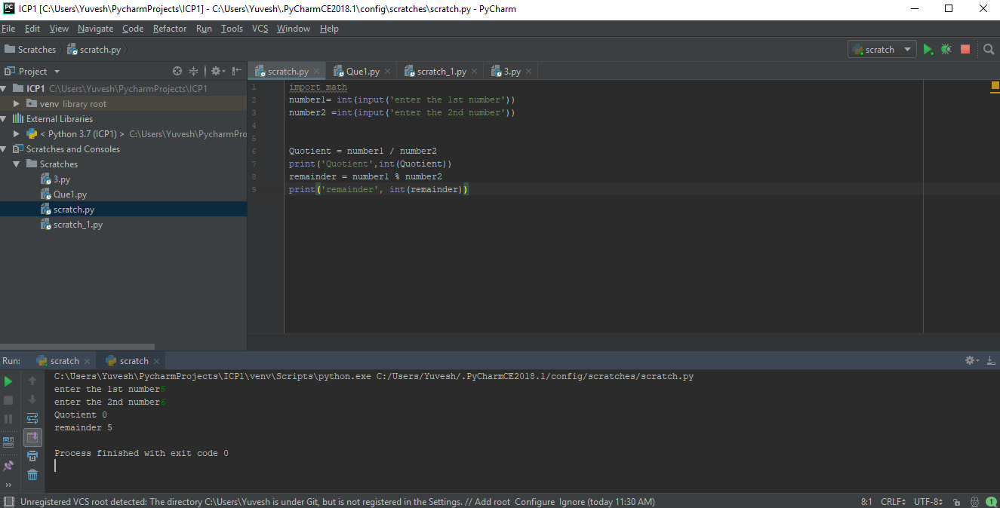 PC ICP1 [C:\Users\Yuvesh\PycharmProjects\ICP1] - C:\Users\Yuvesh\.PyCharmCE2018.1\config\scratches\scratch.py - PyCharm
File Edit View Navigate Code Refactor Run Tools VCS Window Help
Scratches scratch.py scratch
Project scratch.py Que1.py scratch_1.py 3.py
ICP1 C:\Users\Yuvesh\PycharmProjects\ICP1
venv library root
External Libraries
< Python 3.7 (ICP1) > C:\Users\Yuvesh\PycharmPro
Scratches and Consoles
Scratches
3.py
Que1.py
scratch.py
scratch_1.py
1 import math
2 number1= int(input('enter the 1st number'))
3 number2 =int(input('enter the 2nd number'))
4
5
6 Quotient = number1 / number2
7 print('Quotient',int(Quotient))
8 remainder = number1 % number2
9 print('remainder', int(remainder))
Run: scratch scratch
C:\Users\Yuvesh\PycharmProjects\ICP1\venv\Scripts\python.exe C:/Users/Yuvesh/.PyCharmCE2018.1/config/scratches/scratch.py
enter the 1st number5
enter the 2nd number6
Quotient 0
remainder 5
Process finished with exit code 0
Unregistered VCS root detected: The directory C:\Users\Yuvesh is under Git, but is not registered in the Settings. // Add root Configure Ignore (today 11:30 AM) 8:1 CRLF UTF-8 1